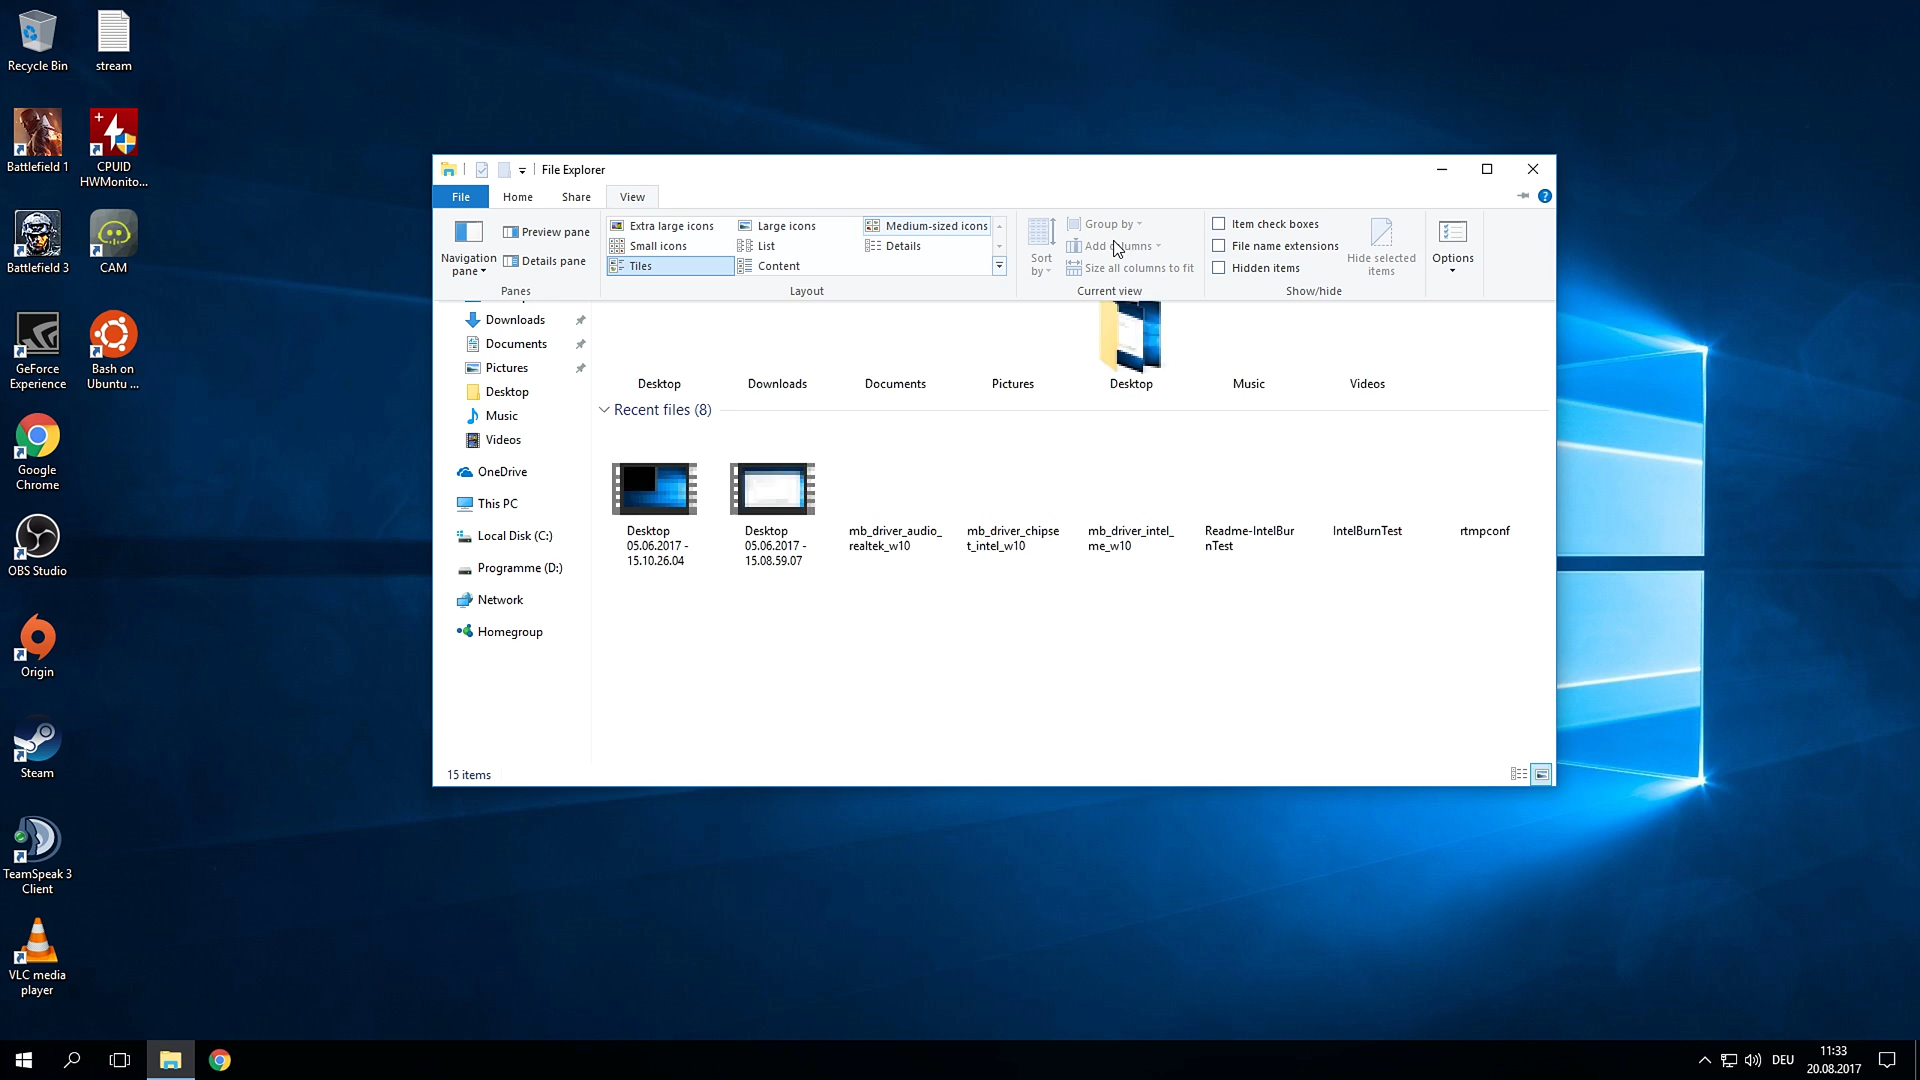 Recycle Bin
stream
Battlefield 1
CPUID
HWMonito...
Battlefield 3
CAM
GeForce
Experience
Bash on
Ubuntu ...
Google
Chrome
OBS Studio
Origin
Steam
TeamSpeak 3
Client
VLC media
player
File Explorer
File
Home
Share
View
Navigation
pane
Preview pane
Details pane
Panes
Extra large icons
Large icons
Medium-sized icons
Small icons
List
Details
Tiles
Content
Layout
Sort
by
Group by
Add columns
Size all columns to fit
Current view
Item check boxes
File name extensions
Hidden items
Hide selected
items
Show/hide
Options
Downloads
Documents
Pictures
Desktop
Music
Videos
OneDrive
This PC
Local Disk (C:)
Programme (D:)
Network
Homegroup
Desktop
Downloads
Documents
Pictures
Desktop
Music
Videos
Recent files (8)
Desktop
05.06.2017 -
15.10.26.04
Desktop
05.06.2017 -
15.08.59.07
mb_driver_audio_
realtek_w10
mb_driver_chipse
t_intel_w10
mb_driver_intel_
me_w10
Readme-IntelBur
nTest
IntelBurnTest
rtmpconf
15 items
DEU
11:33
20.08.2017